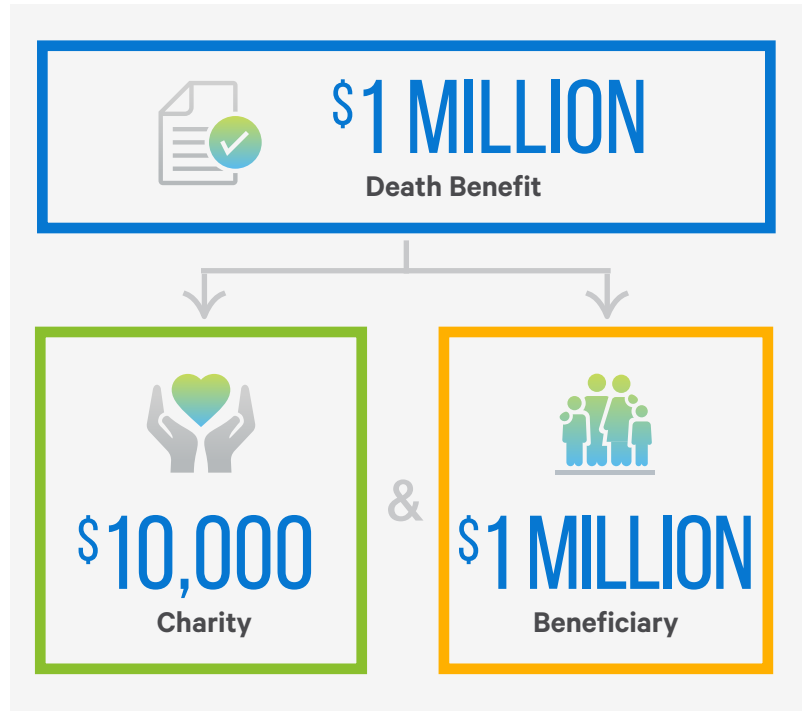 $1 MILLION
Death Benefit
&
$10,000
Charity
$1 MILLION
Beneficiary